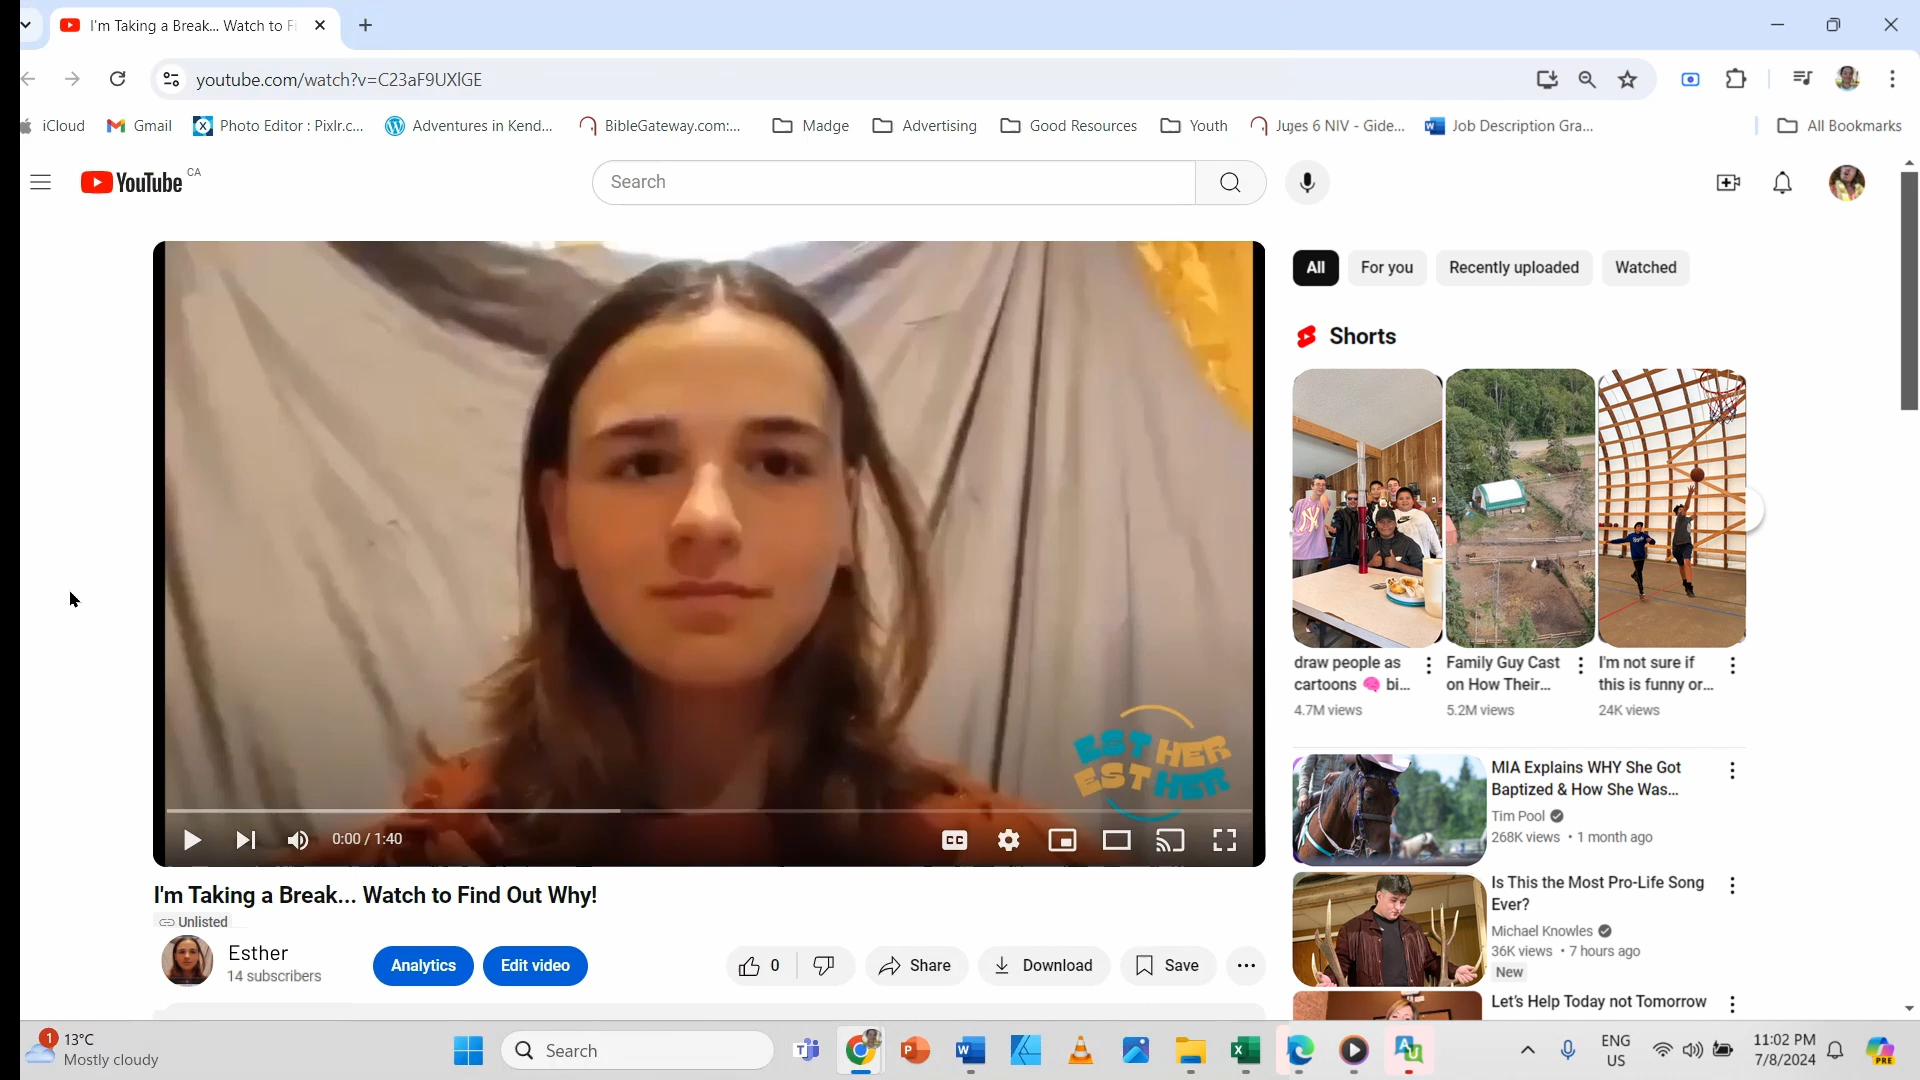 I'm Taking a Break... Watch to Fi
youtube.com/watch?v=C23aF9UXlGE
iCloud
Gmail
Photo Editor : Pixlr.c...
Adventures in Kend...
BibleGateway.com:...
Madge
Advertising
Good Resources
Youth
Juges 6 NIV - Gide...
Job Description Gra...
All Bookmarks
YouTube CA
Search
All
For you
Recently uploaded
Watched
Shorts
ESTHER
ESTHER
0:00 / 1:40
CC
draw people as
cartoons 🧠 bi...
4.7M views
Family Guy Cast
on How Their...
5.2M views
I'm not sure if
this is funny or...
24K views
MIA Explains WHY She Got
Baptized & How She Was...
Tim Pool
268K views • 1 month ago
Is This the Most Pro-Life Song
Ever?
Michael Knowles
36K views • 7 hours ago
New
Let's Help Today not Tomorrow
I'm Taking a Break... Watch to Find Out Why!
Unlisted
Esther
14 subscribers
Analytics
Edit video
0
Share
Download
Save
1
13°C
Mostly cloudy
Search
ENG
US
11:02 PM
7/8/2024
PRE